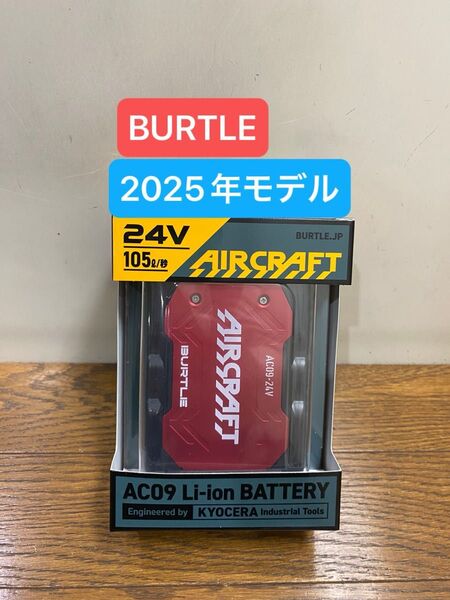 BURTLE
2025年モデル
24V
105ℓ/秒
AIRCRAFT
BURTLE.JP
AIRCRAFT
BURTLE
AC09-24V
AC09 Li-ion BATTERY
Engineered by KYOCERA Industrial Tools